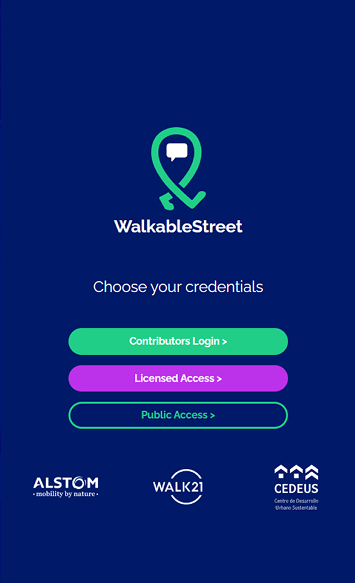 WalkableStreet
Choose your credentials
Contributors Login >
Licensed Access >
Public Access >
ALSTOM
• mobility by nature •
WALK21
CEDEUS
Centro de Desarrollo
Urbano Sustentable